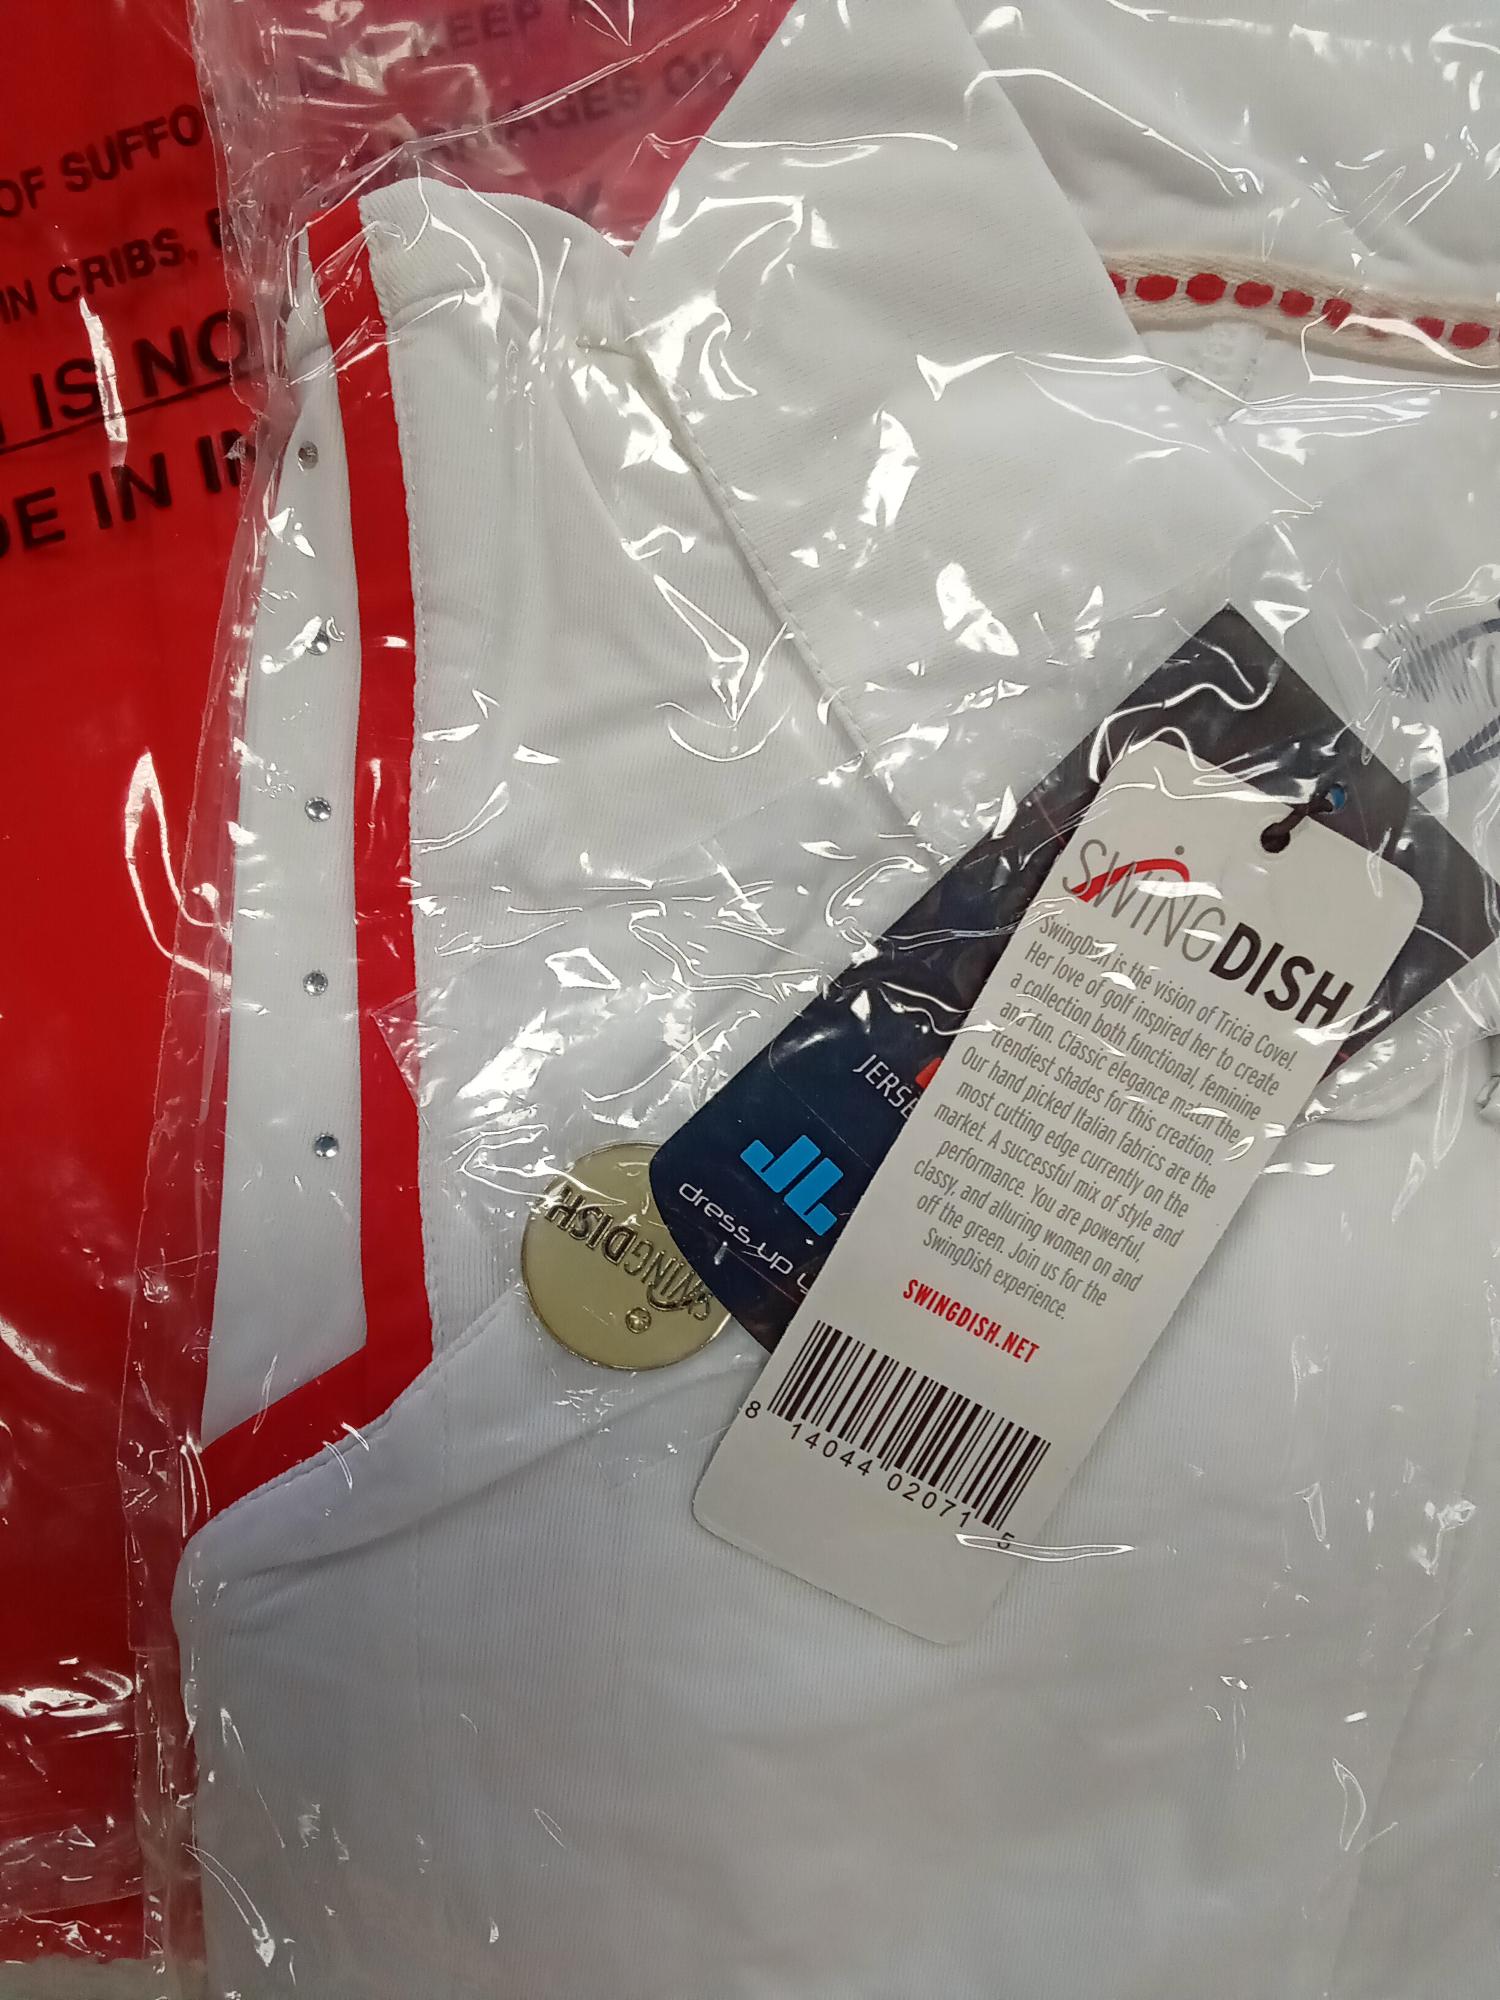 ON KEEP
OF SUFFO
IN CRIBS,
IS NO
DE IN IN
SWINGDISH
SwingDish is the vision of Tricia Covel.
Her love of golf inspired her to create
a collection both functional, feminine
and fun. Classic elegance match the
trendiest shades for this creation.
Our hand picked Italian fabrics are the
most cutting edge currently on the
market. A successful mix of style and
performance. You are powerful,
classy, and alluring women on and
off the green. Join us for the
SwingDish experience.
SWINGDISH.NET
8 14044 02071 5
JERSE
dress up y
SWINGDISH